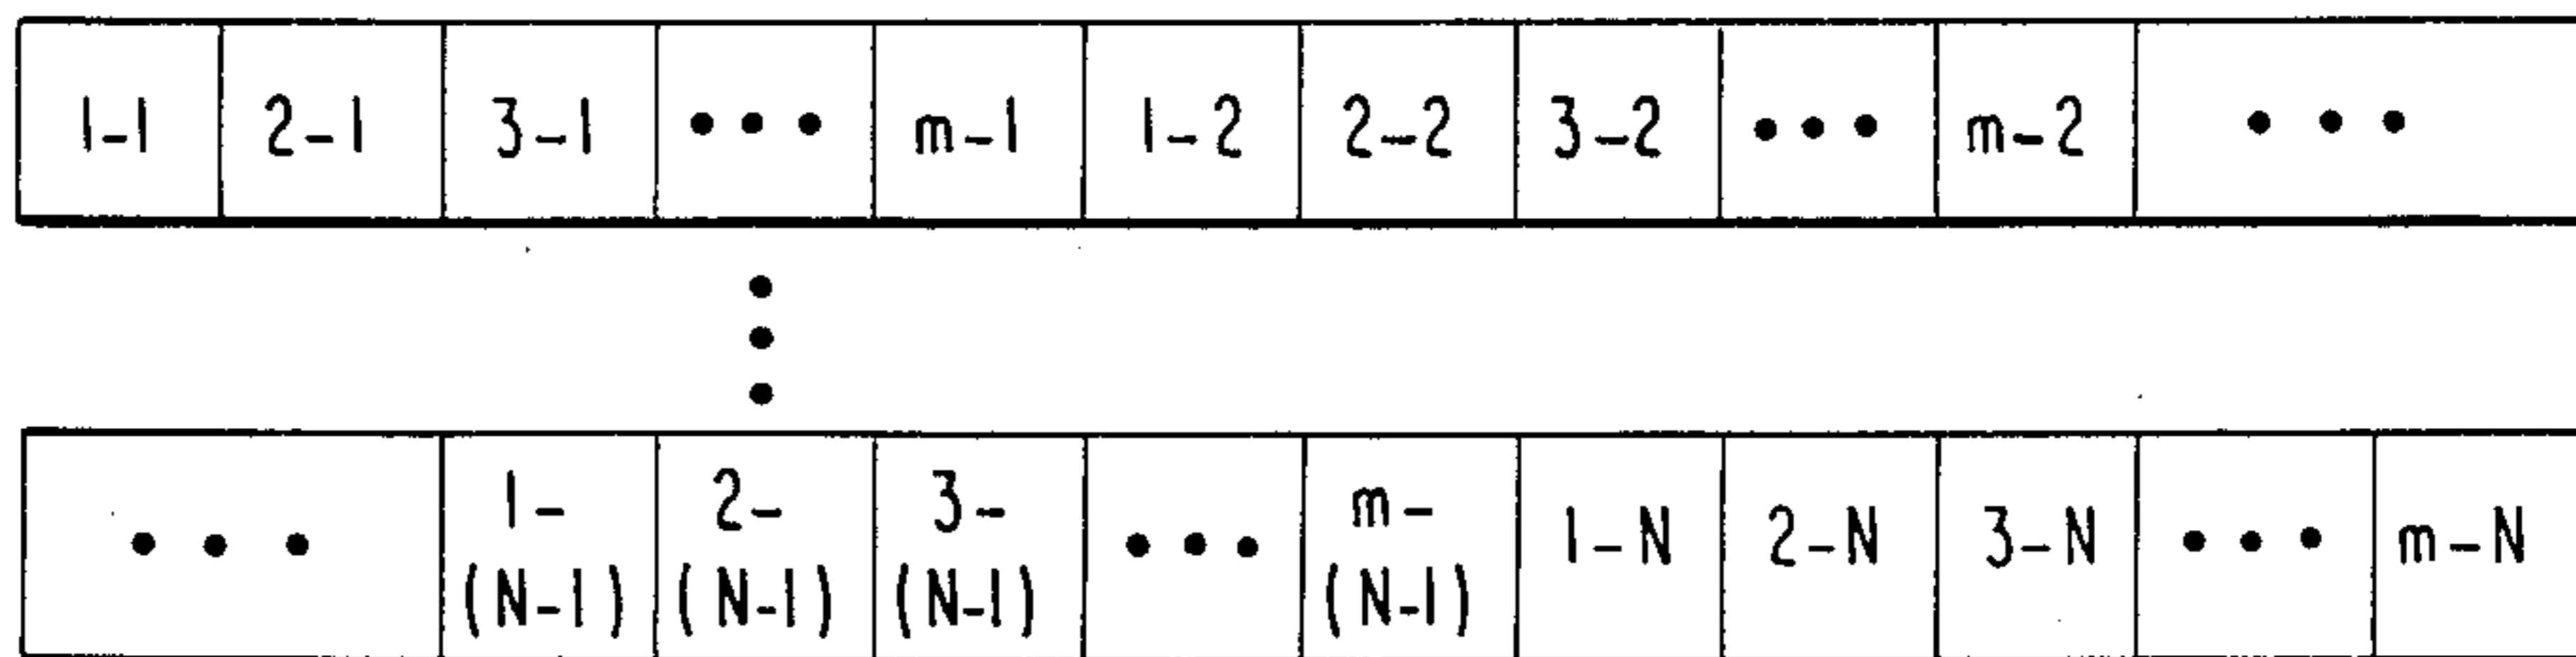 1-1 2-1 3-1 • • • m-1 1-2 2-2 3-2 • • • m-2 • • •
•
•
•
• • • 1- 2- 3- • • • m- 1-N 2-N 3-N • • • m-N
(N-1) (N-1) (N-1) (N-1)